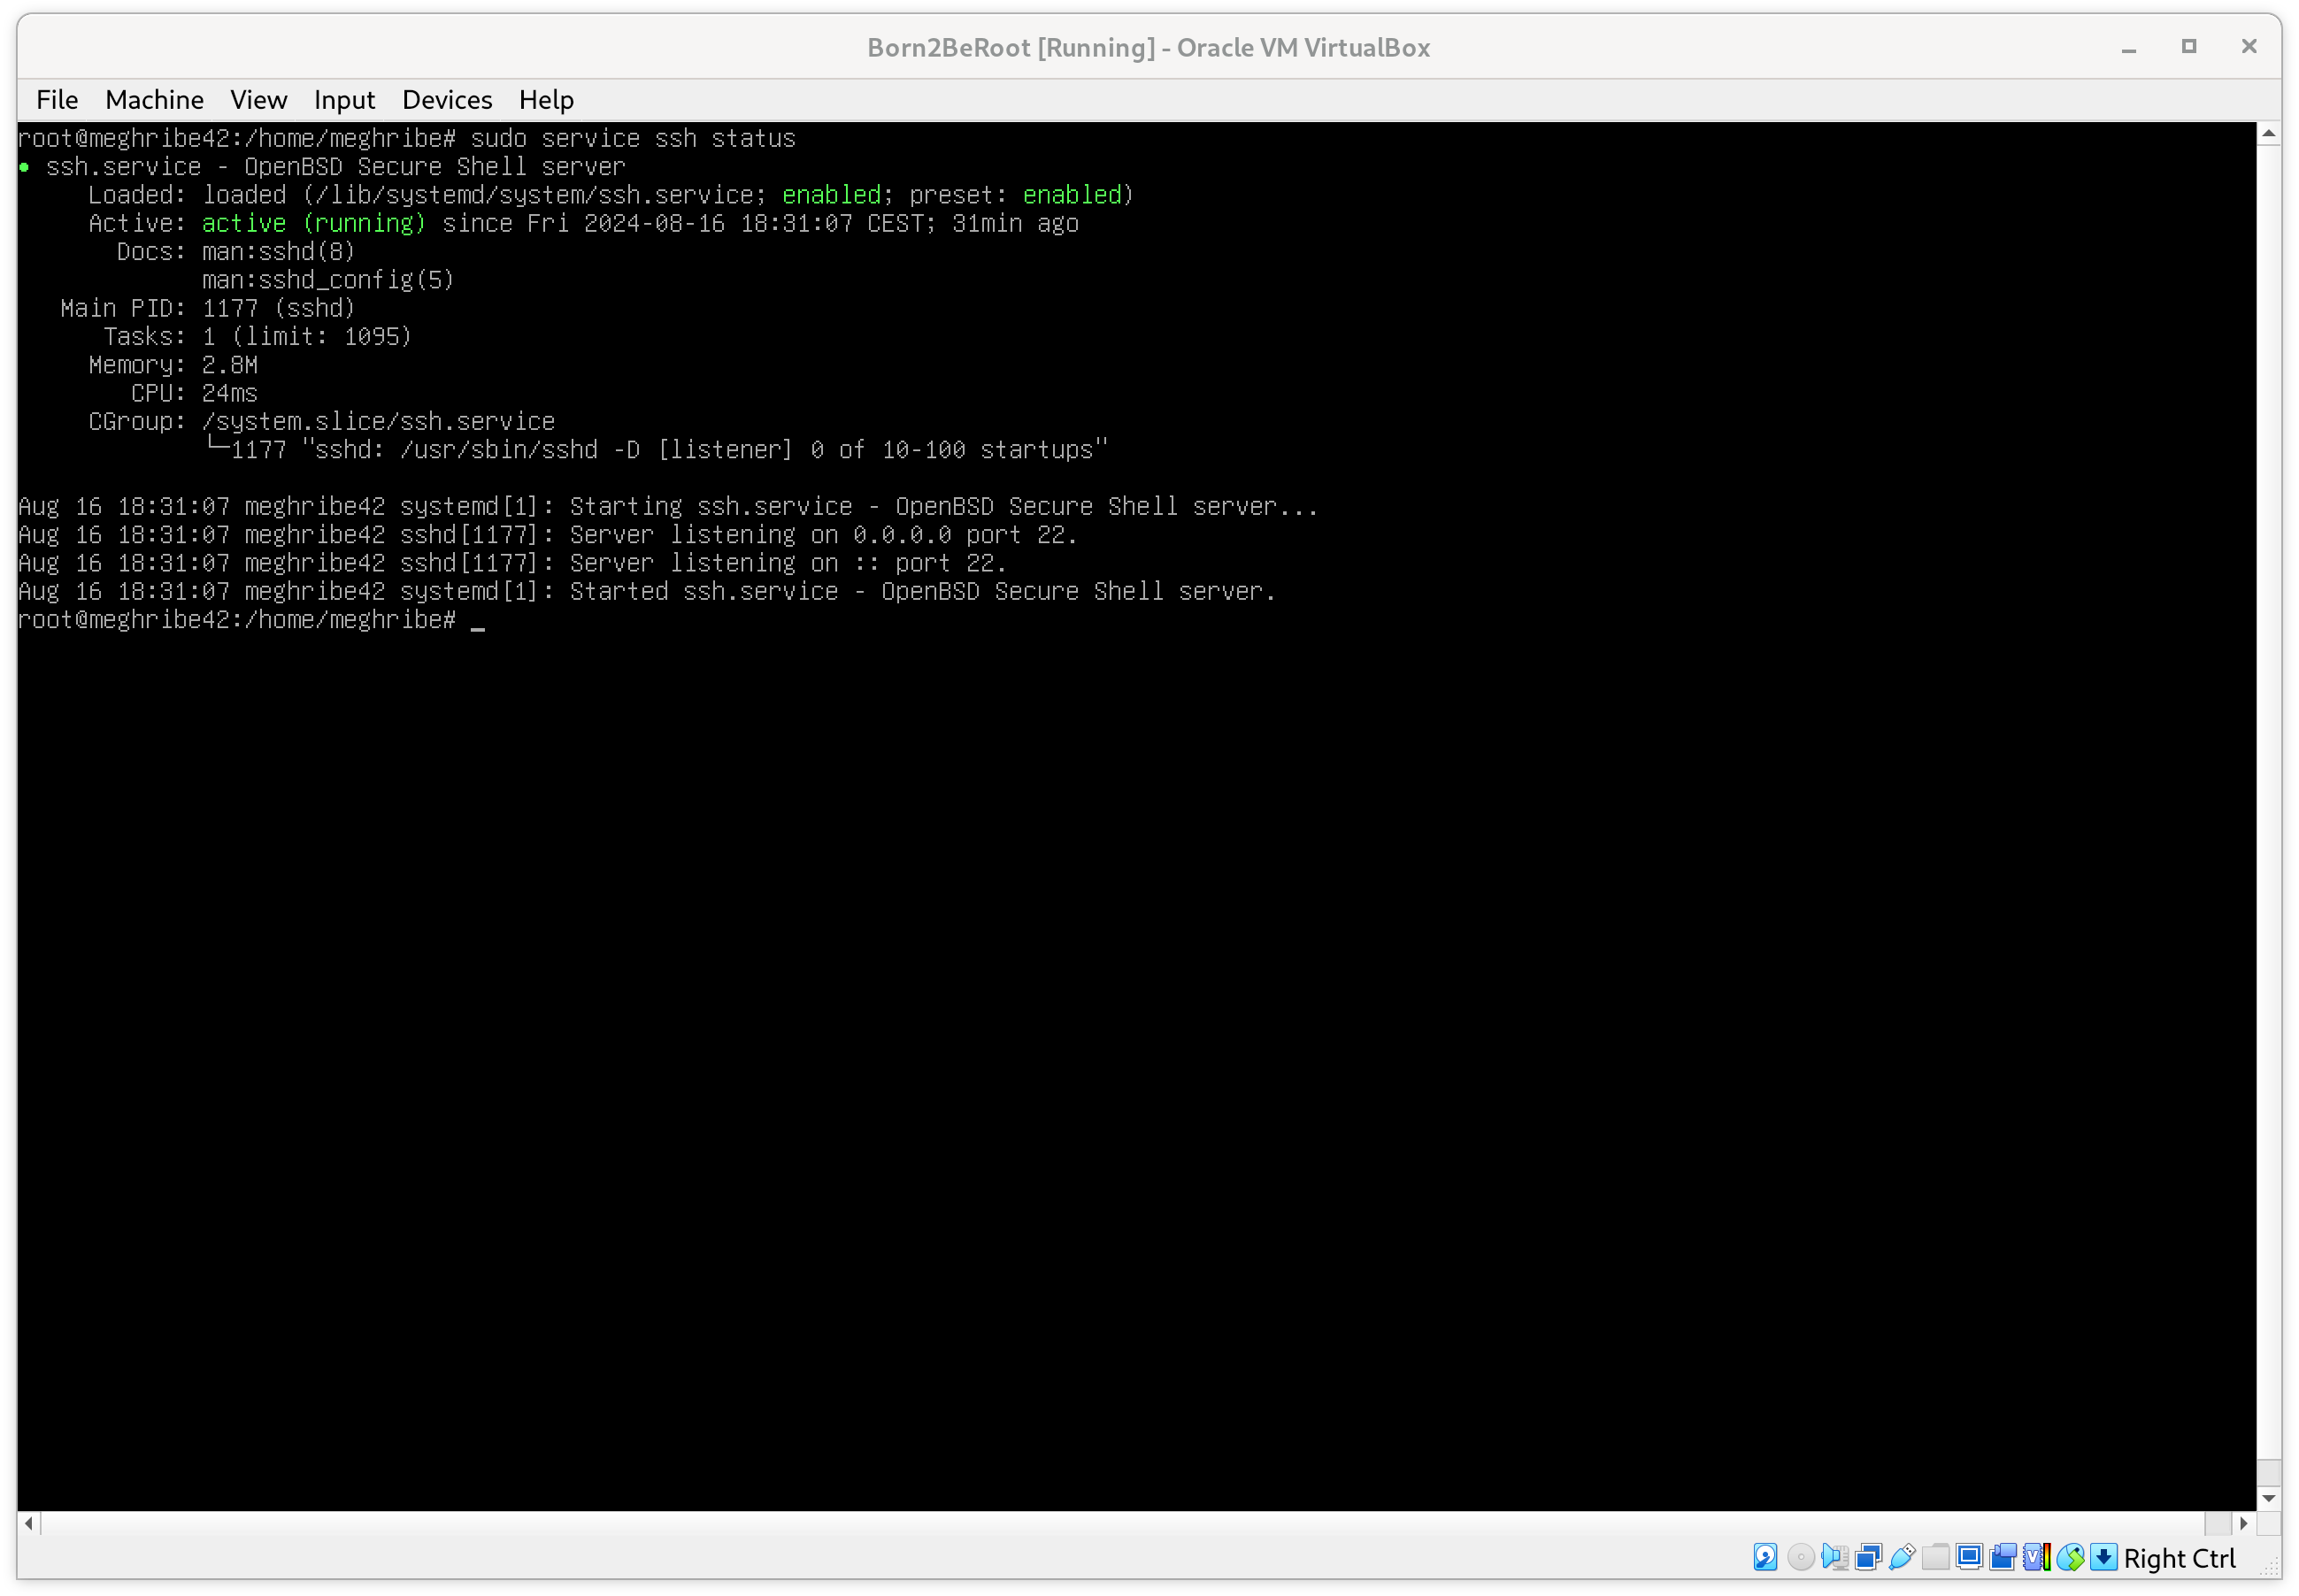 Born2BeRoot [Running] - Oracle VM VirtualBox
File Machine View Input Devices Help
root@meghribe42:/home/meghribe# sudo service ssh status
● ssh.service - OpenBSD Secure Shell server
     Loaded: loaded (/lib/systemd/system/ssh.service; enabled; preset: enabled)
     Active: active (running) since Fri 2024-08-16 18:31:07 CEST; 31min ago
       Docs: man:sshd(8)
             man:sshd_config(5)
   Main PID: 1177 (sshd)
      Tasks: 1 (limit: 1095)
     Memory: 2.8M
        CPU: 24ms
     CGroup: /system.slice/ssh.service
             └─1177 "sshd: /usr/sbin/sshd -D [listener] 0 of 10-100 startups"
Aug 16 18:31:07 meghribe42 systemd[1]: Starting ssh.service - OpenBSD Secure Shell server...
Aug 16 18:31:07 meghribe42 sshd[1177]: Server listening on 0.0.0.0 port 22.
Aug 16 18:31:07 meghribe42 sshd[1177]: Server listening on :: port 22.
Aug 16 18:31:07 meghribe42 systemd[1]: Started ssh.service - OpenBSD Secure Shell server.
root@meghribe42:/home/meghribe# _
Right Ctrl